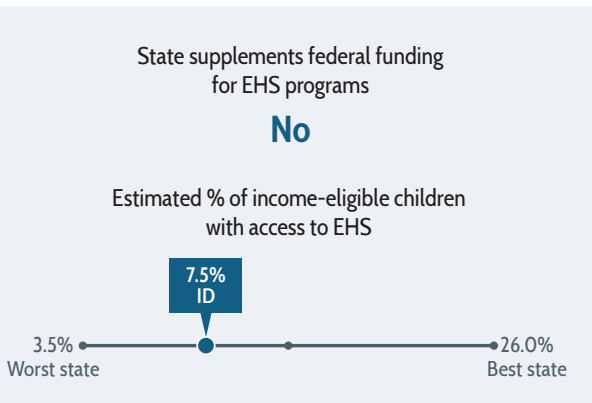 State supplements federal funding
for EHS programs
No
Estimated % of income-eligible children
with access to EHS
7.5%
ID
3.5%
26.0%
Worst state
Best state